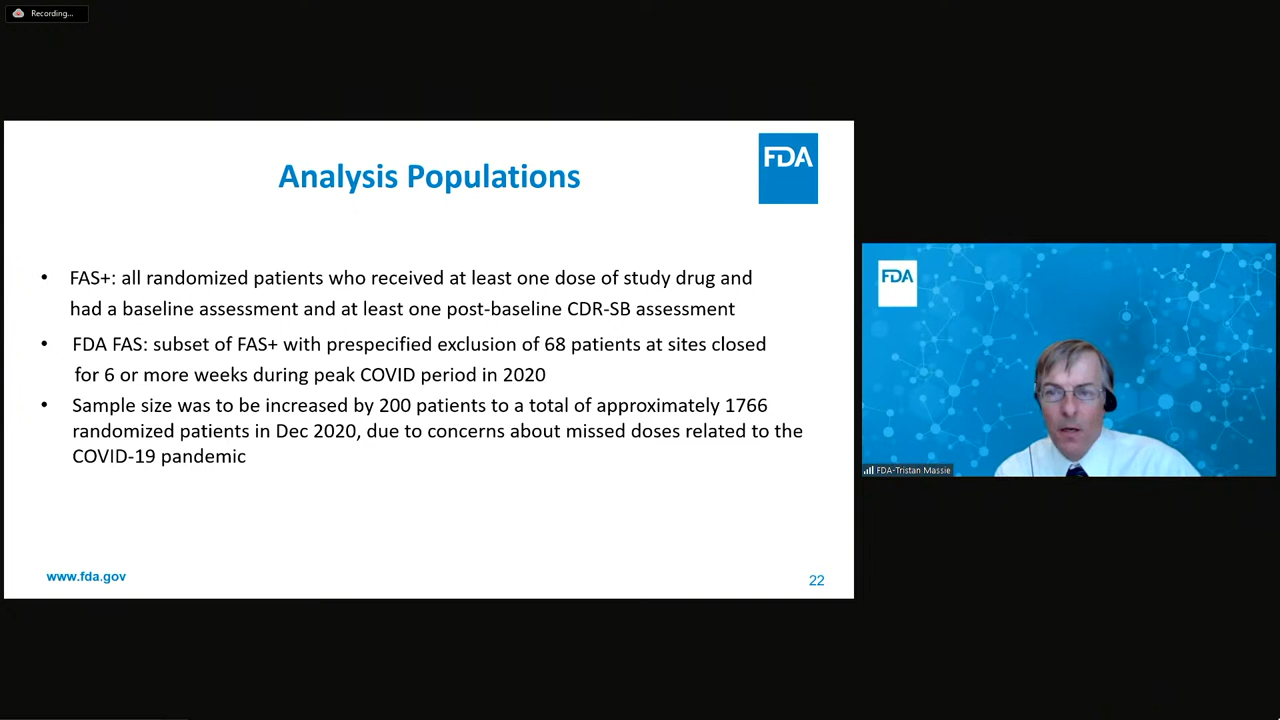 Recording...
Analysis Populations
FDA
• FAS+: all randomized patients who received at least one dose of study drug and
had a baseline assessment and at least one post-baseline CDR-SB assessment
• FDA FAS: subset of FAS+ with prespecified exclusion of 68 patients at sites closed
for 6 or more weeks during peak COVID period in 2020
• Sample size was to be increased by 200 patients to a total of approximately 1766
randomized patients in Dec 2020, due to concerns about missed doses related to the
COVID-19 pandemic
www.fda.gov
22
FDA
FDA-Tristan Massie